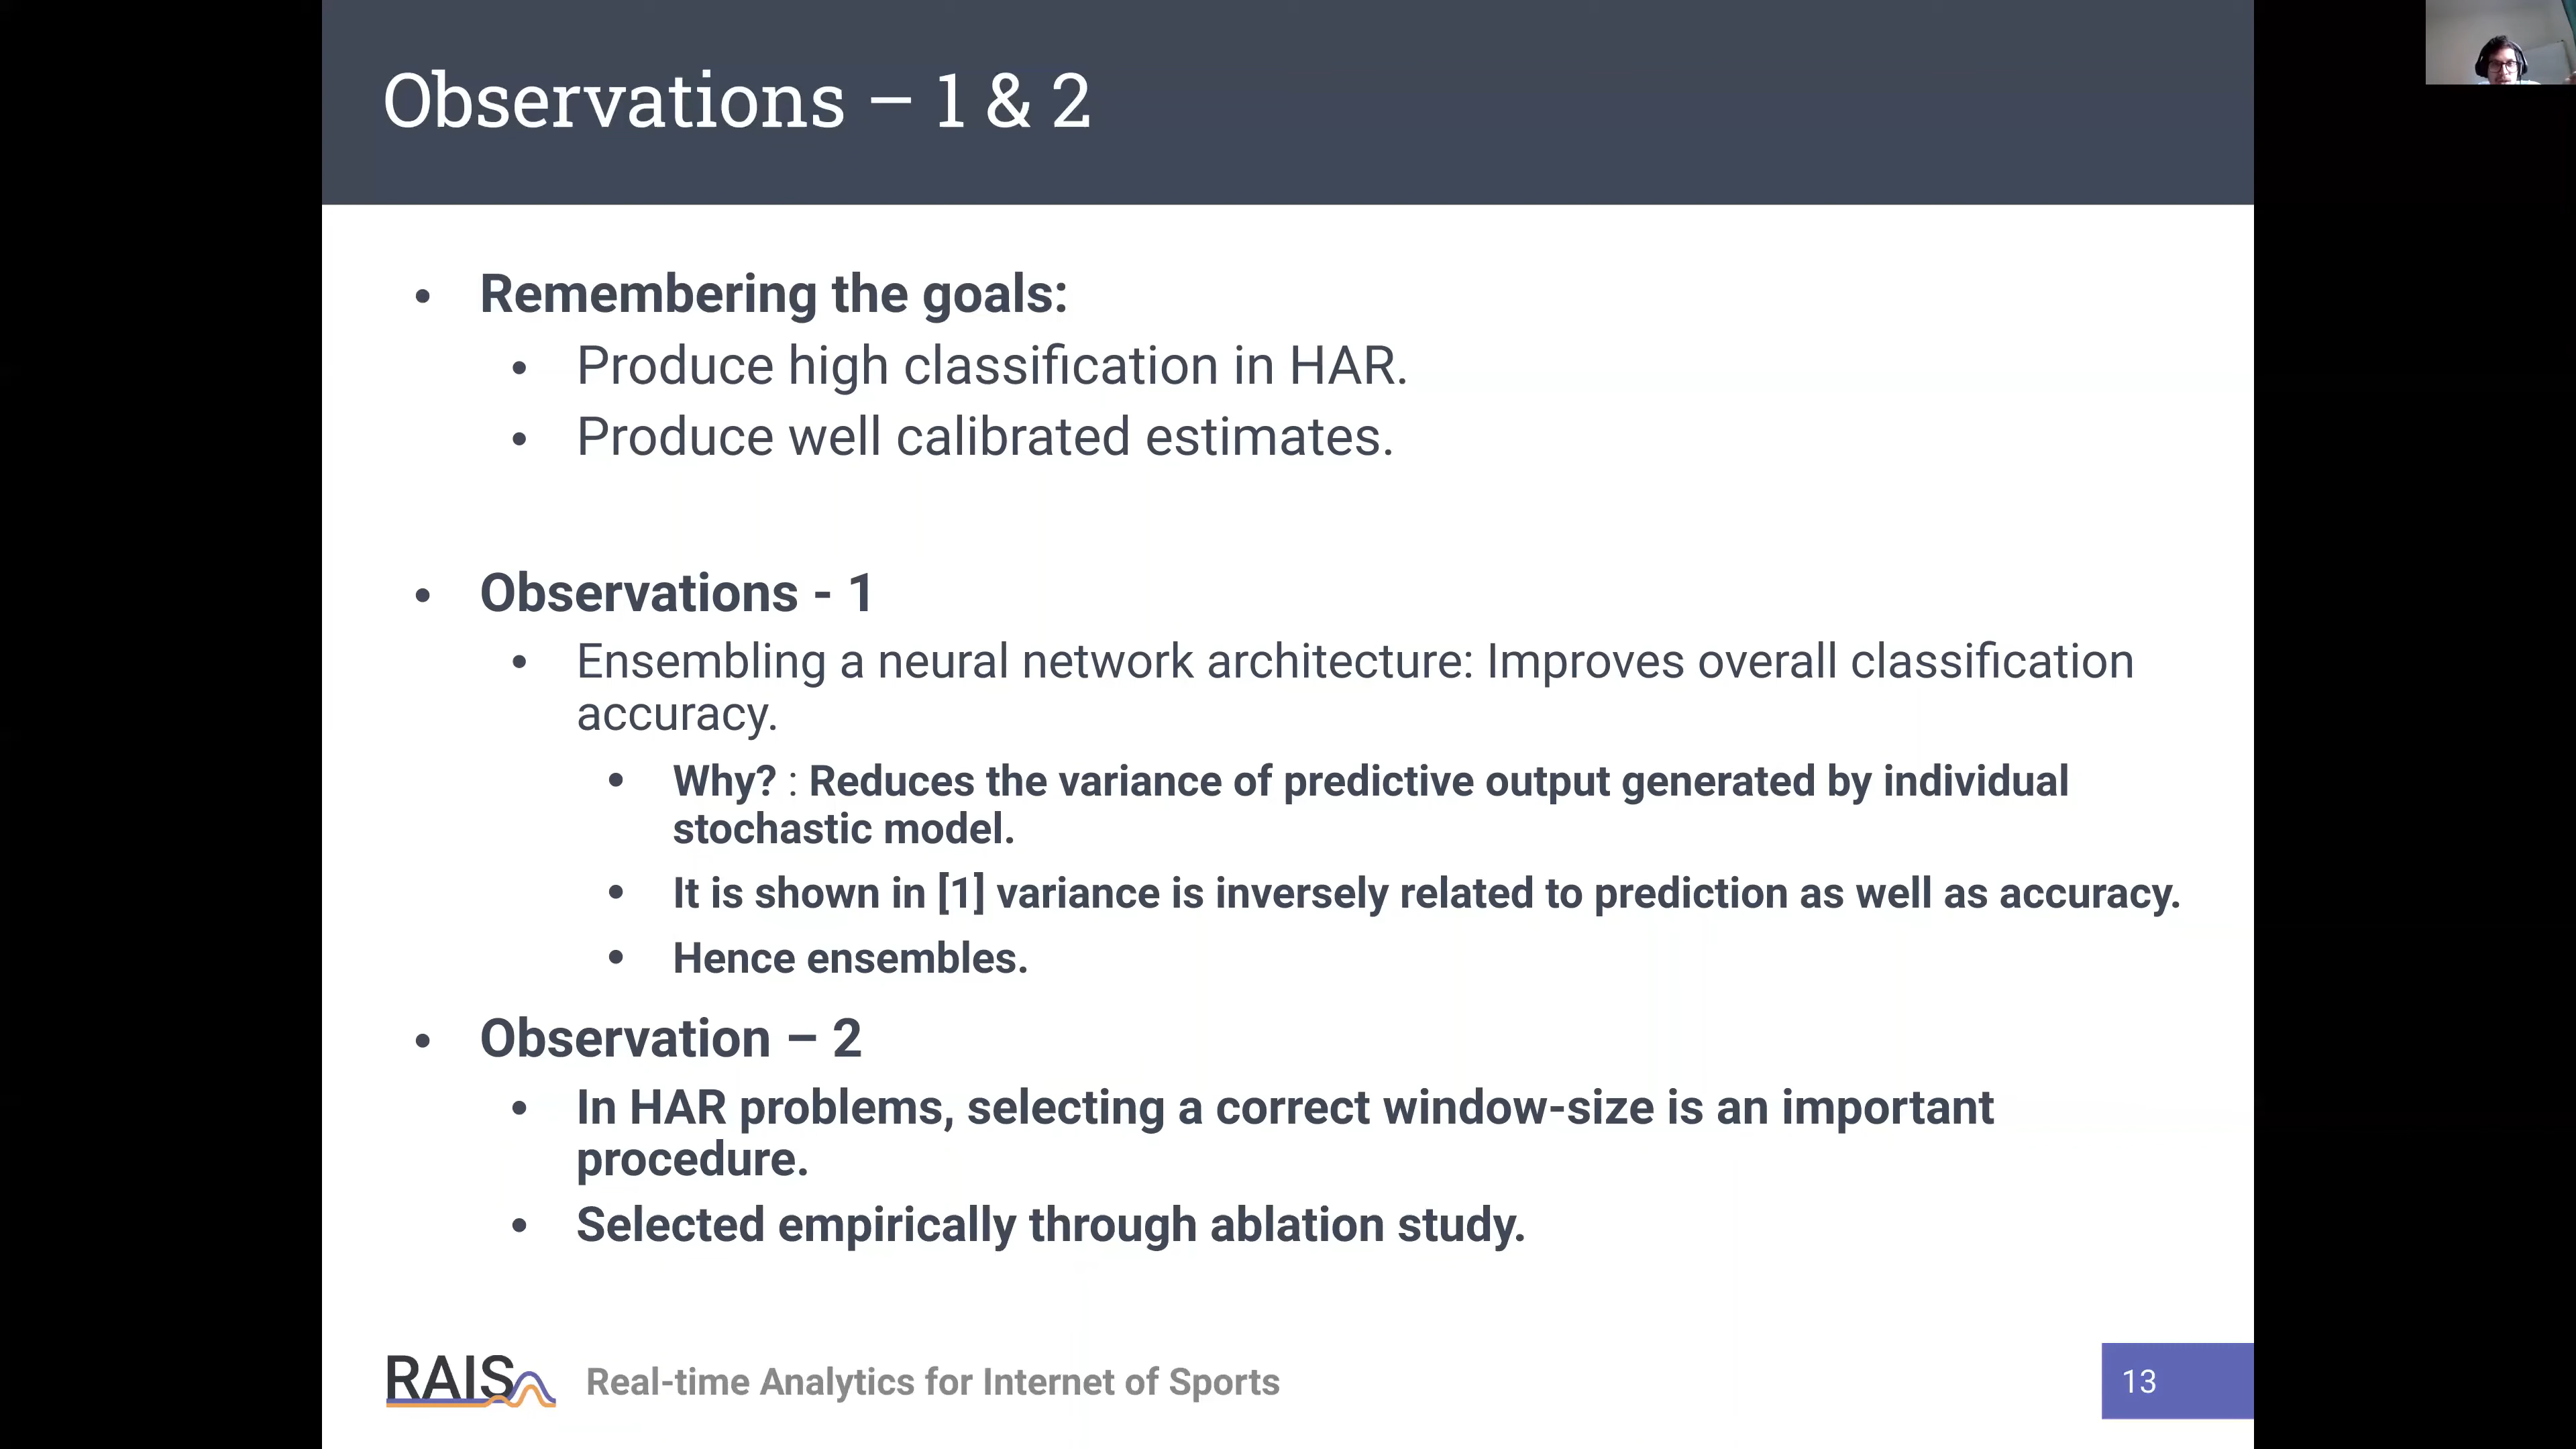 Observations – 1 & 2
• Remembering the goals:
• Produce high classification in HAR.
• Produce well calibrated estimates.
• Observations - 1
• Ensembling a neural network architecture: Improves overall classification
accuracy.
• Why? : Reduces the variance of predictive output generated by individual
stochastic model.
• It is shown in [1] variance is inversely related to prediction as well as accuracy.
• Hence ensembles.
• Observation – 2
• In HAR problems, selecting a correct window-size is an important
procedure.
• Selected empirically through ablation study.
RAIS Real-time Analytics for Internet of Sports
13